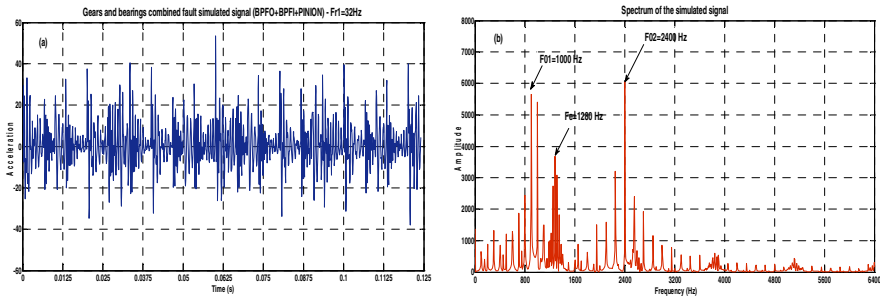 Gears and bearings combined fault simulated signal (BPFO+BPFI+PINION) - Fr1=32Hz
(a)
Acceleration
60
40
20
0
-20
-40
-60
0 0.0125 0.025 0.0375 0.05 0.0625 0.075 0.0875 0.1 0.1125 0.125
Time (s)
Spectrum of the simulated signal
(b)
F02=2400 Hz
F01=1000 Hz
Fe=1280 Hz
Amplitude
8000
7000
6000
5000
4000
3000
2000
1000
0
0 800 1600 2400 3200 4000 4800 5600 6400
Frequency (Hz)